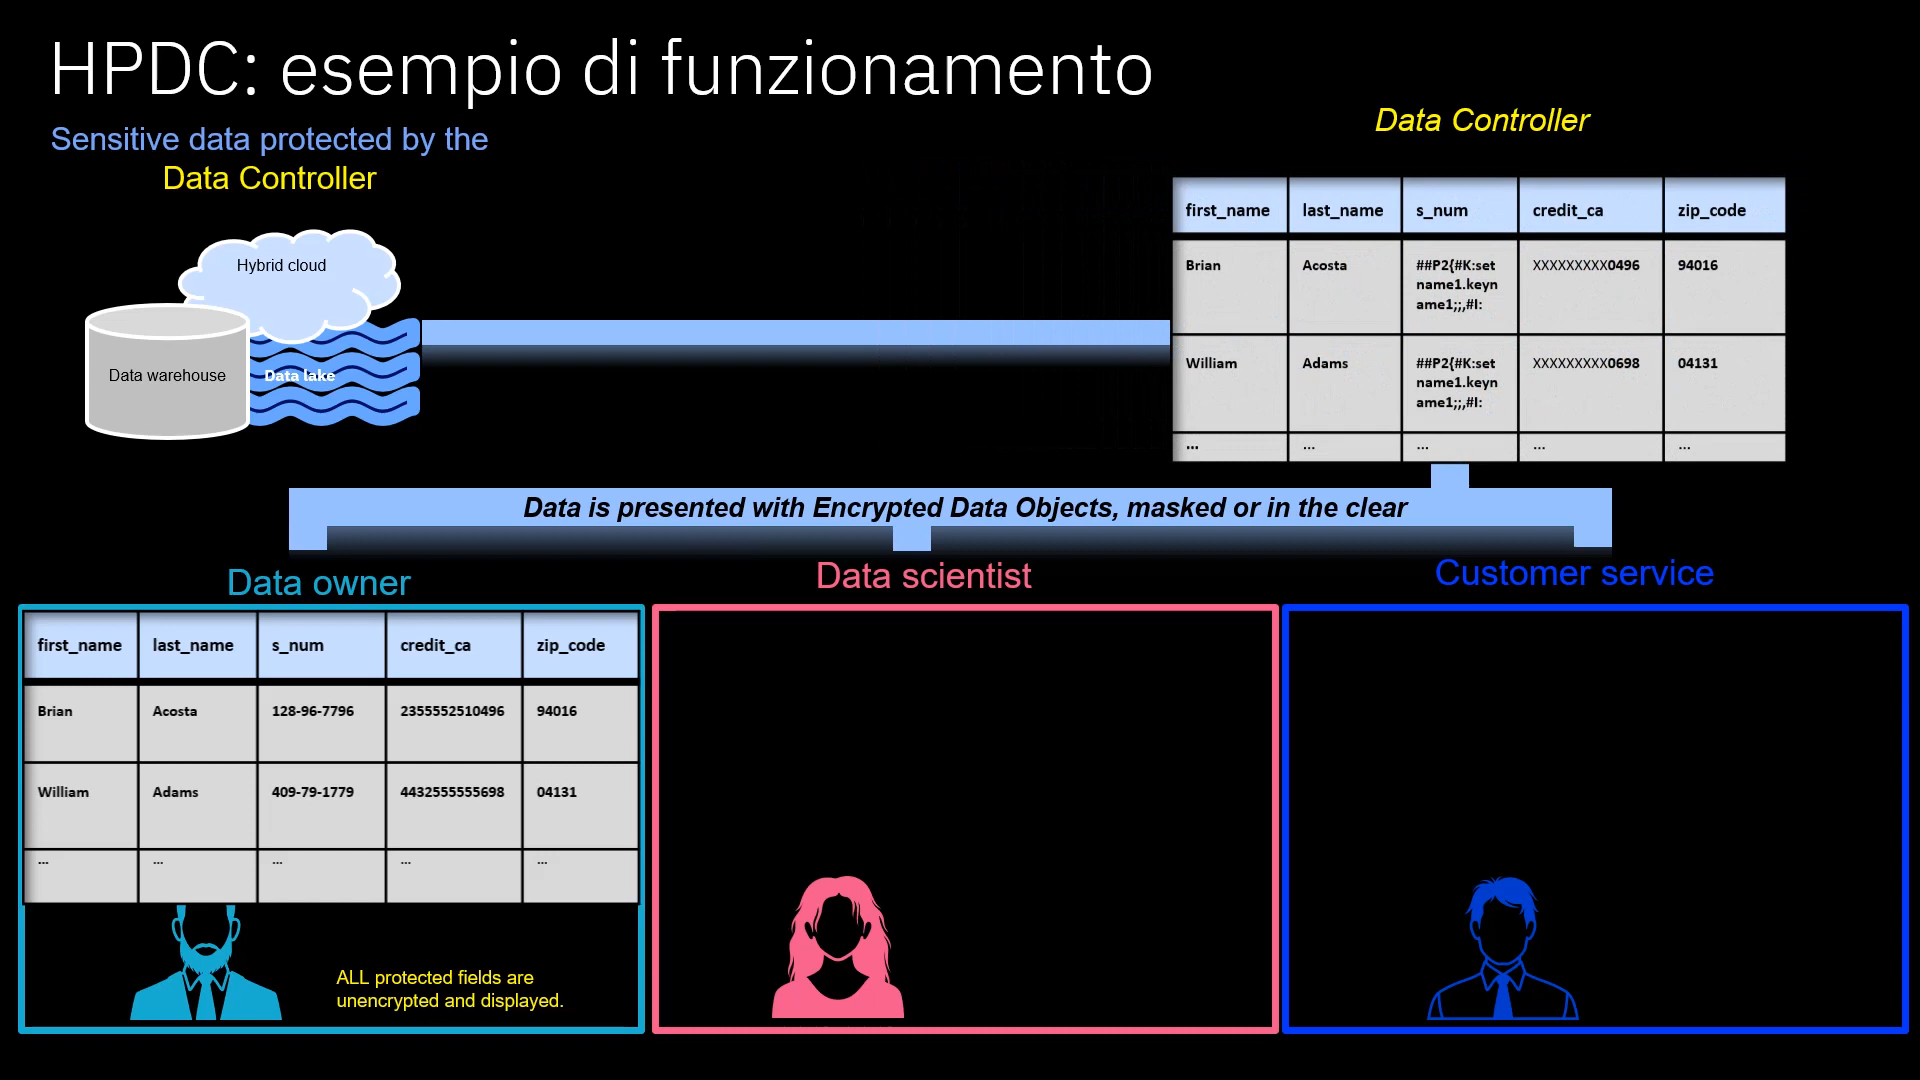 HPDC: esempio di funzionamento
Sensitive data protected by the
Data Controller
Data Controller
Hybrid cloud
Data warehouse
Data lake
first_name last_name s_num credit_ca zip_code
Brian Acosta ##P2{#K:set XXXXXXXXX0496 94016
name1.keyn
ame1;;,#I:
William Adams ##P2{#K:set XXXXXXXXX0698 04131
name1.keyn
ame1;;,#I:
... ... ... ... ...
Data is presented with Encrypted Data Objects, masked or in the clear
Data owner
Data scientist
Customer service
first_name last_name s_num credit_ca zip_code
Brian Acosta 128-96-7796 2355552510496 94016
William Adams 409-79-1779 4432555555698 04131
... ... ... ... ...
ALL protected fields are
unencrypted and displayed.